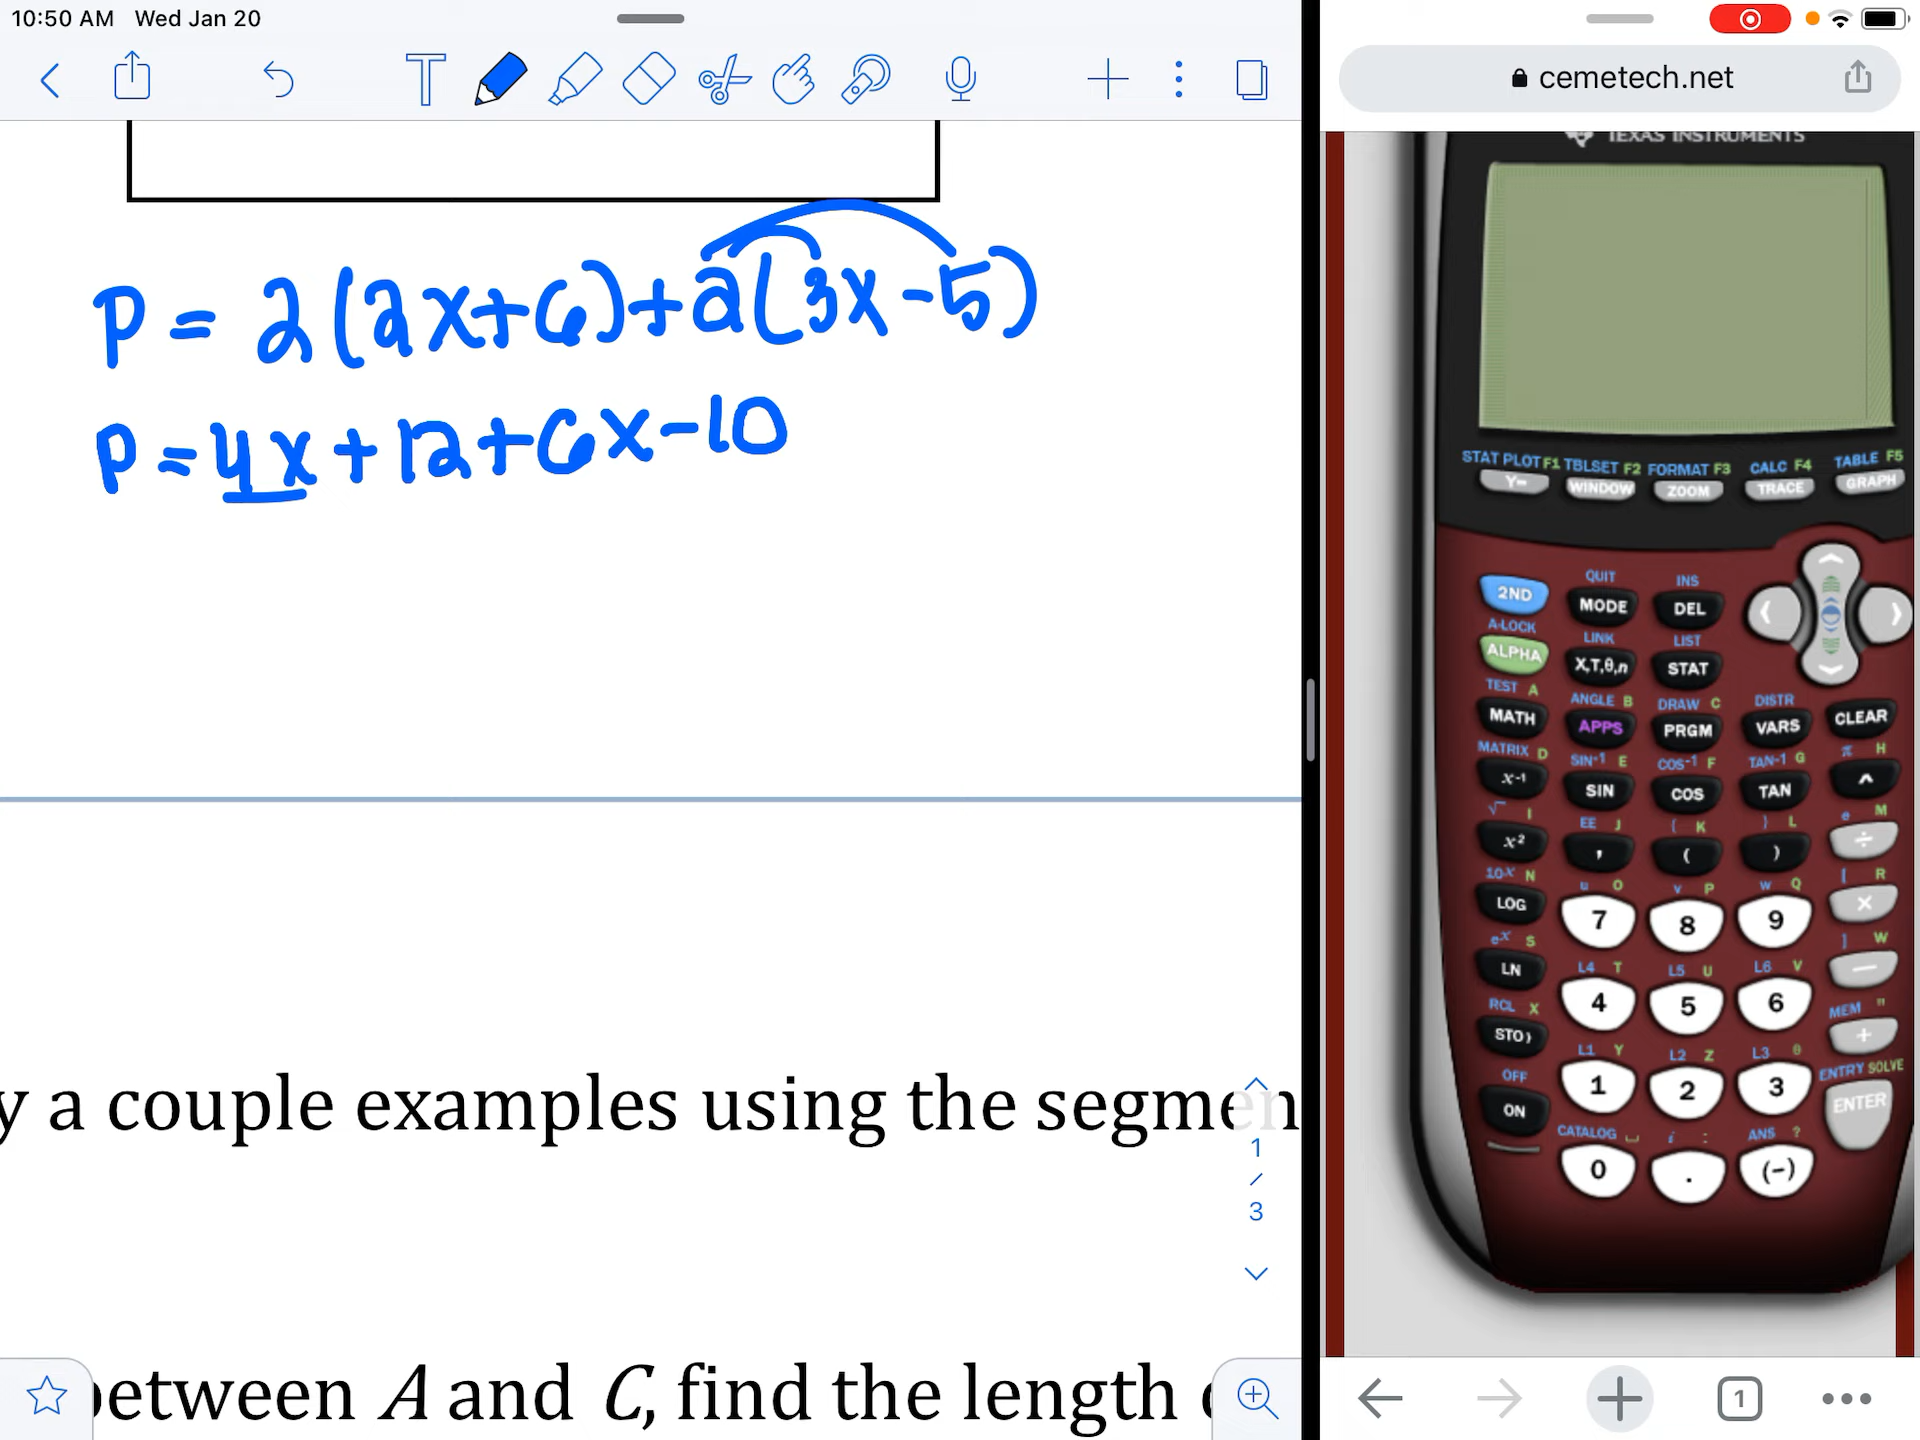 10:50 AM Wed Jan 20
cemetech.net
TEXAS INSTRUMENTS
P = 2(2x+6)+2(3x-5)
P = 4x+12+6x-10
STAT PLOT F1 TBLSET F2 FORMAT F3 CALC F4 TABLE F5
Y= WINDOW ZOOM TRACE GRAPH
QUIT INS
2ND MODE DEL
A-LOCK LINK LIST
ALPHA X,T,θ,n STAT
TEST A ANGLE B DRAW C DISTR
MATH APPS PRGM VARS CLEAR
MATRIX D SIN-1 E COS-1 F TAN-1 G π H
x-1 SIN COS TAN ^
√ I EE J { K } L e M
x² , ( ) ÷
10x N u O v P w Q [ R
LOG 7 8 9 ×
ex S L4 T L5 U L6 V ] W
LN 4 5 6 −
RCL X L1 Y L2 Z L3 θ MEM "
STO› 1 2 3 +
OFF ENTRY SOLVE
ON ENTER
CATALOG i : ANS ?
0 . (-)
y a couple examples using the segmen
1
/
3
between A and C, find the length
1